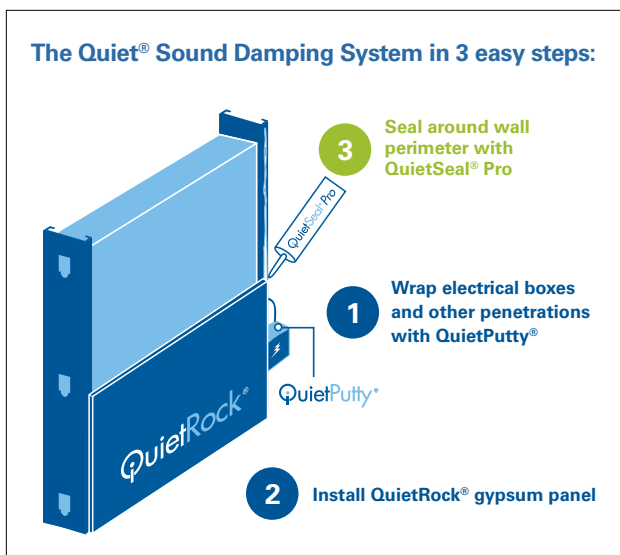 The Quiet® Sound Damping System in 3 easy steps:
3
Seal around wall
perimeter with
QuietSeal® Pro
QuietSeal® Pro
1
Wrap electrical boxes
and other penetrations
with QuietPutty®
QuietPutty®
QuietRock®
2
Install QuietRock® gypsum panel